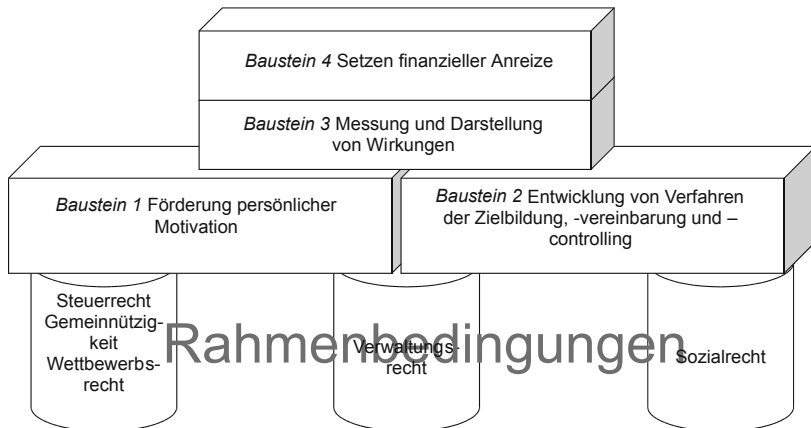 Baustein 4 Setzen finanzieller Anreize
Baustein 3 Messung und Darstellung
von Wirkungen
Baustein 1 Förderung persönlicher
Motivation
Baustein 2 Entwicklung von Verfahren
der Zielbildung, -vereinbarung und –
controlling
Steuerrecht
Gemeinnützig-
keit
Wettbewerbs-
recht
Verwaltungs-
recht
Sozialrecht
Rahmenbedingungen